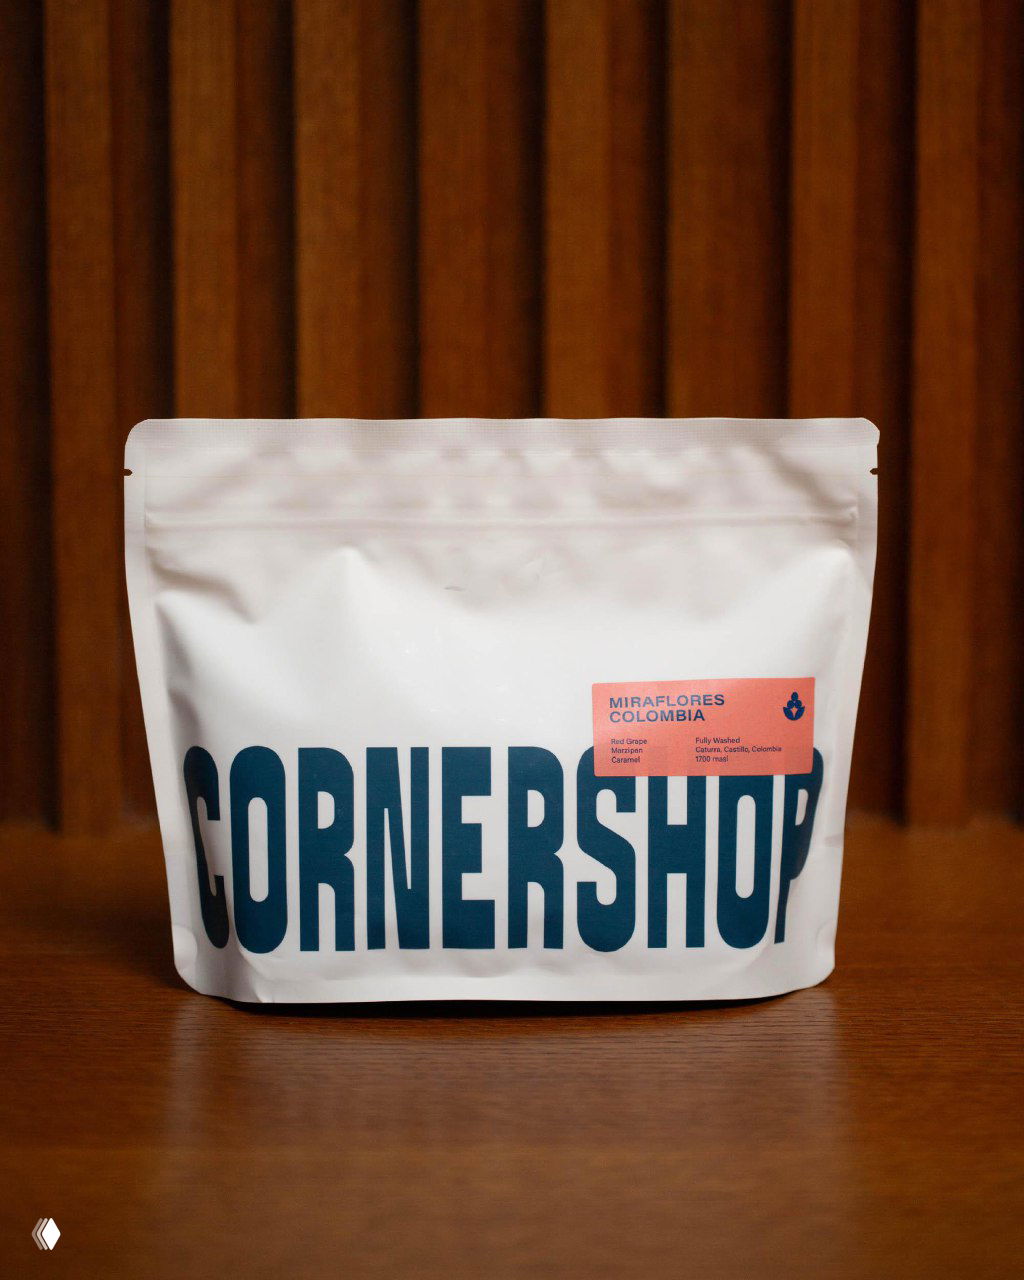 MIRAFLORES
COLOMBIA
Red Grape
Marzipan
Caramel
Fully Washed
Caturra, Castillo, Colombia
1700 masl
CORNERSHOP